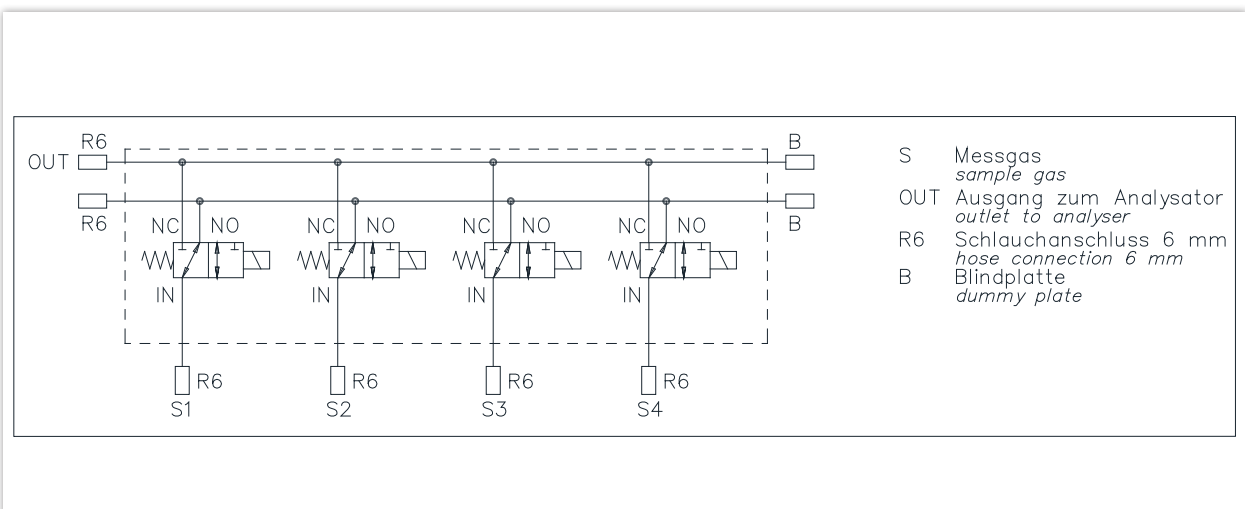 R6
OUT
R6
B
B
NC NO
IN
NC NO
IN
NC NO
IN
NC NO
IN
R6
S1
R6
S2
R6
S3
R6
S4
S Messgas
sample gas
OUT Ausgang zum Analysator
outlet to analyser
R6 Schlauchanschluss 6 mm
hose connection 6 mm
B Blindplatte
dummy plate